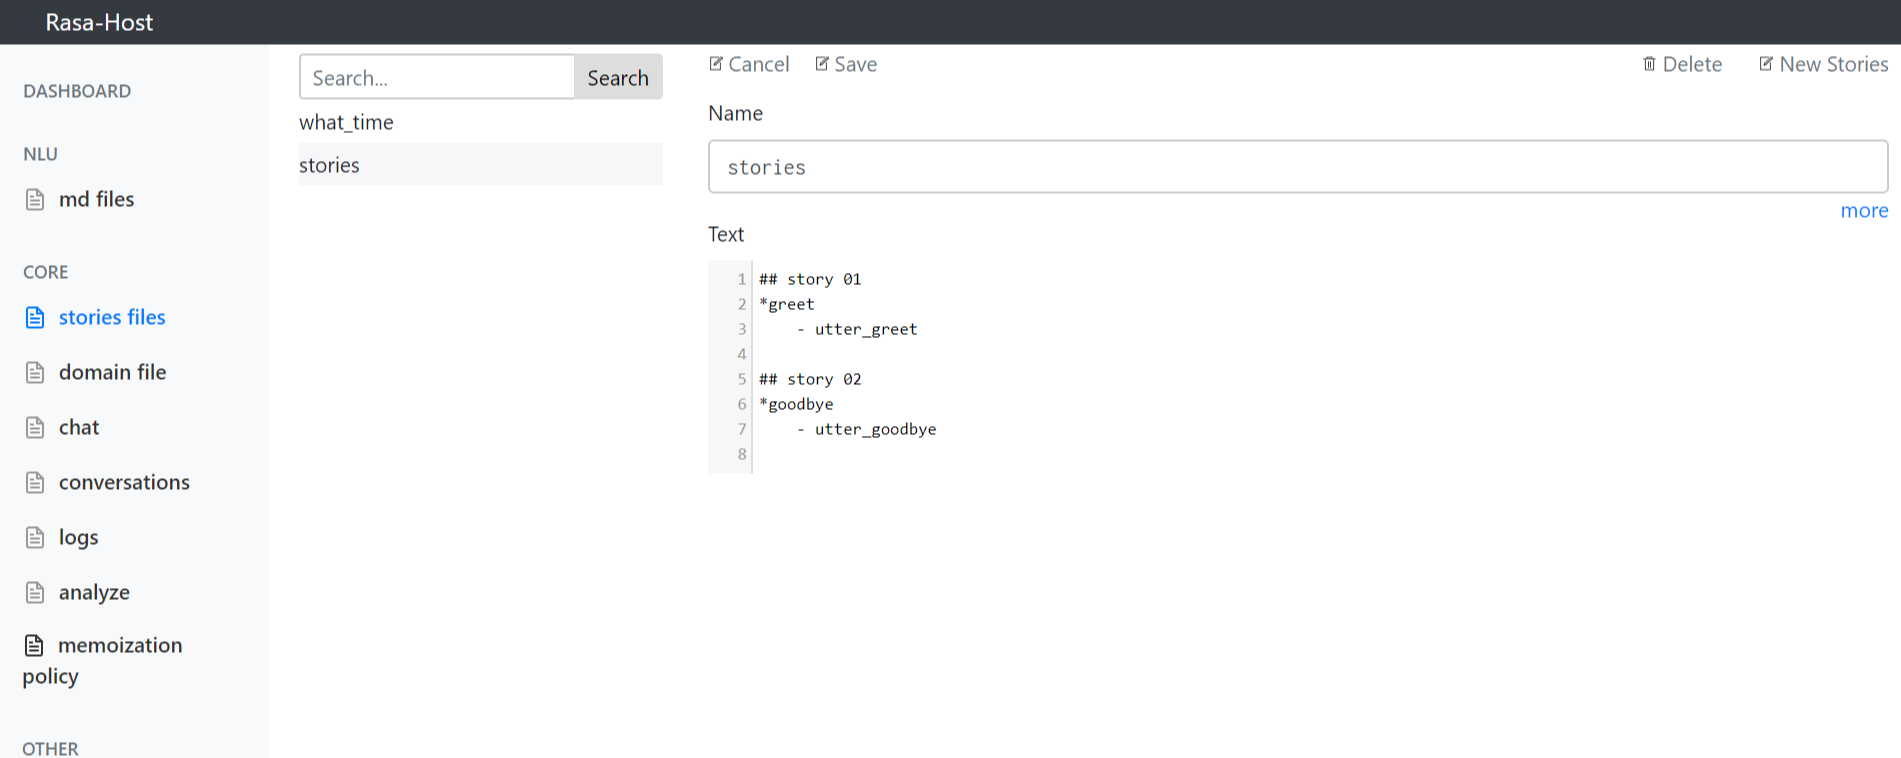 Rasa-Host
DASHBOARD
NLU
md files
CORE
stories files
domain file
chat
conversations
logs
analyze
memoization
policy
OTHER
Search... Search
what_time
stories
Cancel Save Delete New Stories
Name
stories
more
Text
1 ## story 01
2 *greet
3     - utter_greet
4
5 ## story 02
6 *goodbye
7     - utter_goodbye
8